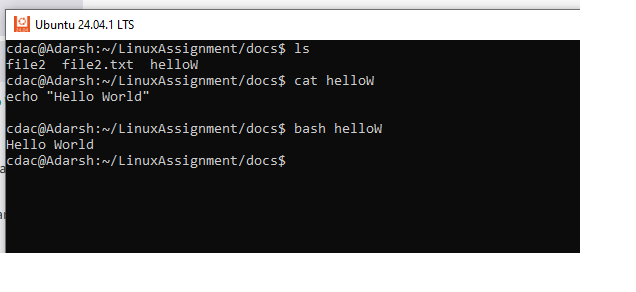 Ubuntu 24.04.1 LTS
cdac@Adarsh:~/LinuxAssignment/docs$ ls
file2  file2.txt  helloW
cdac@Adarsh:~/LinuxAssignment/docs$ cat helloW
echo "Hello World"

cdac@Adarsh:~/LinuxAssignment/docs$ bash helloW
Hello World
cdac@Adarsh:~/LinuxAssignment/docs$